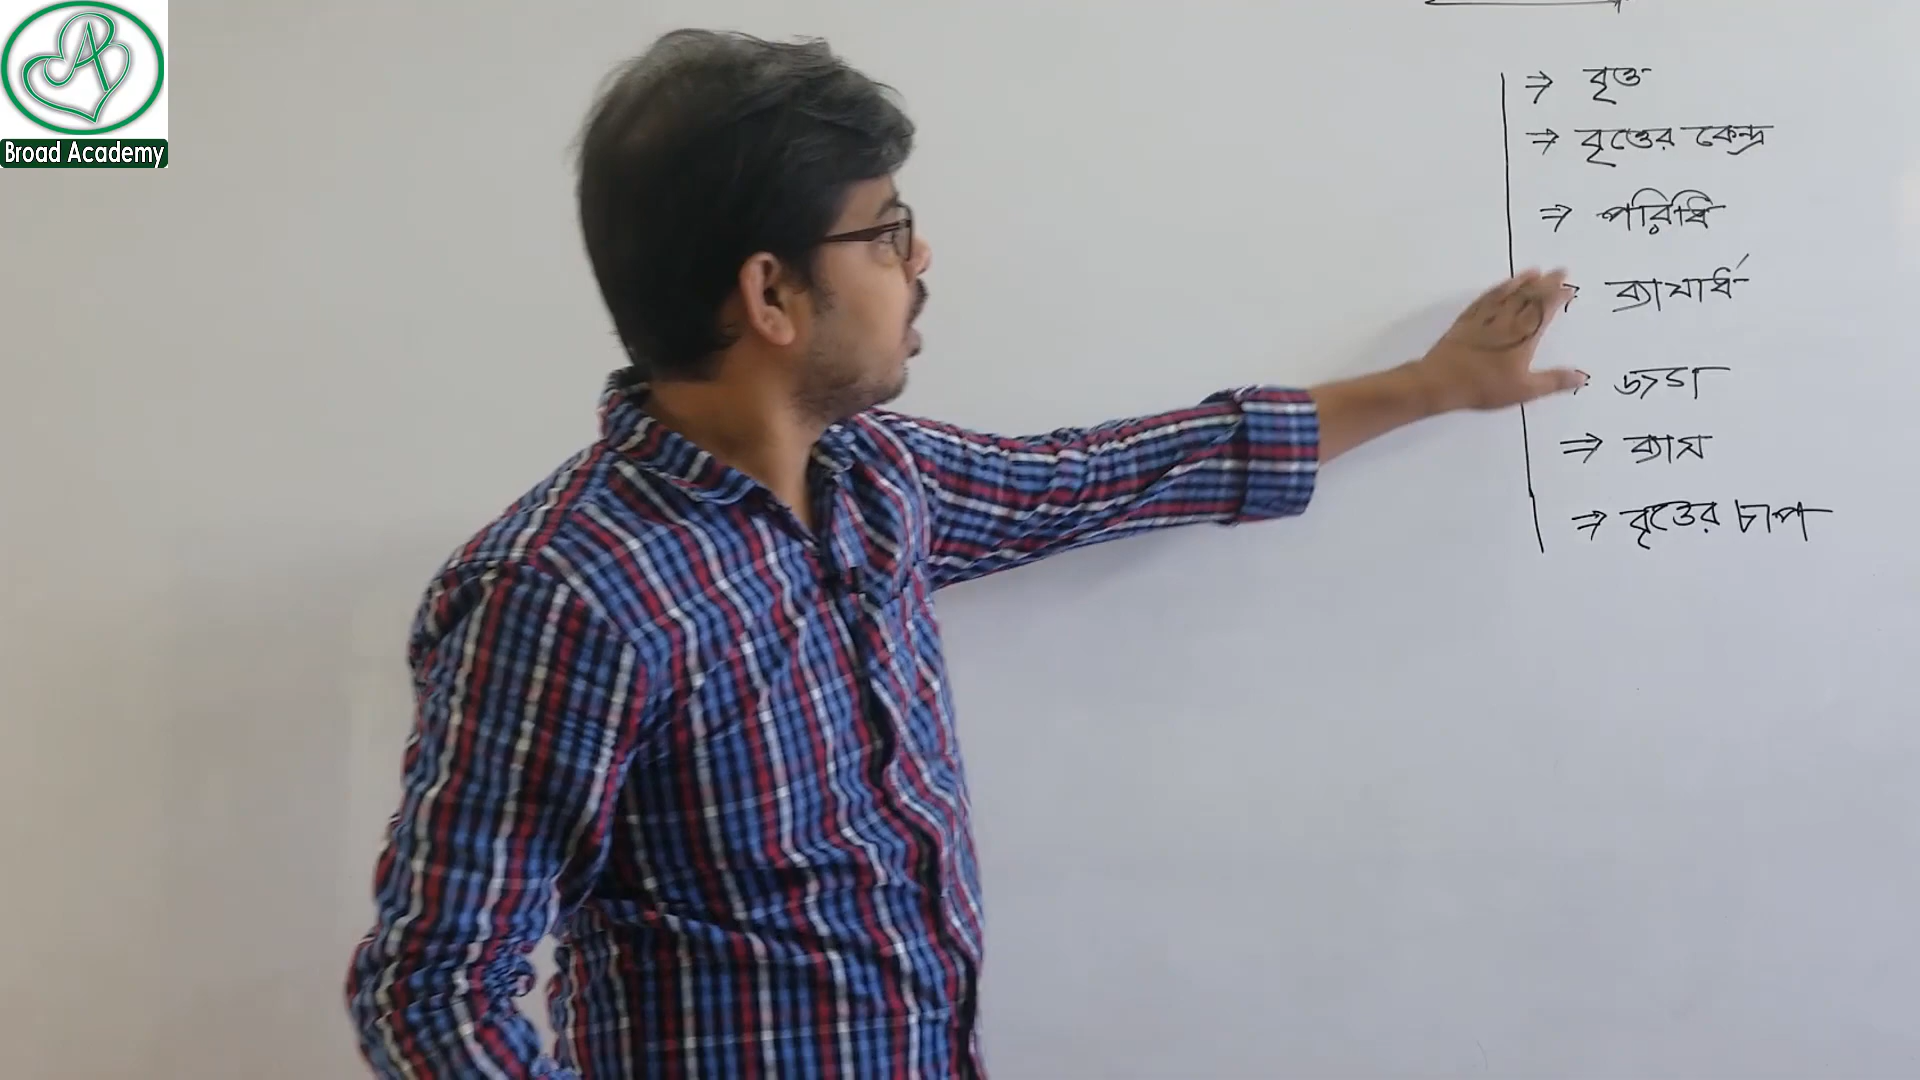 Broad Academy
⇒ বৃত্ত
⇒ বৃত্তের কেন্দ্র
⇒ পরিধি
⇒ ব্যাসার্ধ
⇒ জ্যা
⇒ ব্যাস
⇒ বৃত্তের চাপ